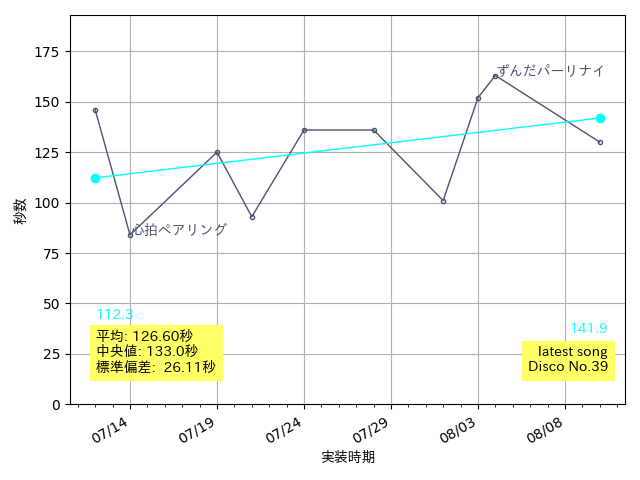 175
150
125
100
75
50
25
0
秒数
ずんだパーリナイ
心拍ペアリング
112.3
平均: 126.60秒
中央値: 133.0秒
標準偏差: 26.11秒
141.9
latest song
Disco No.39
07/14
07/19
07/24
07/29
08/03
08/08
実装時期